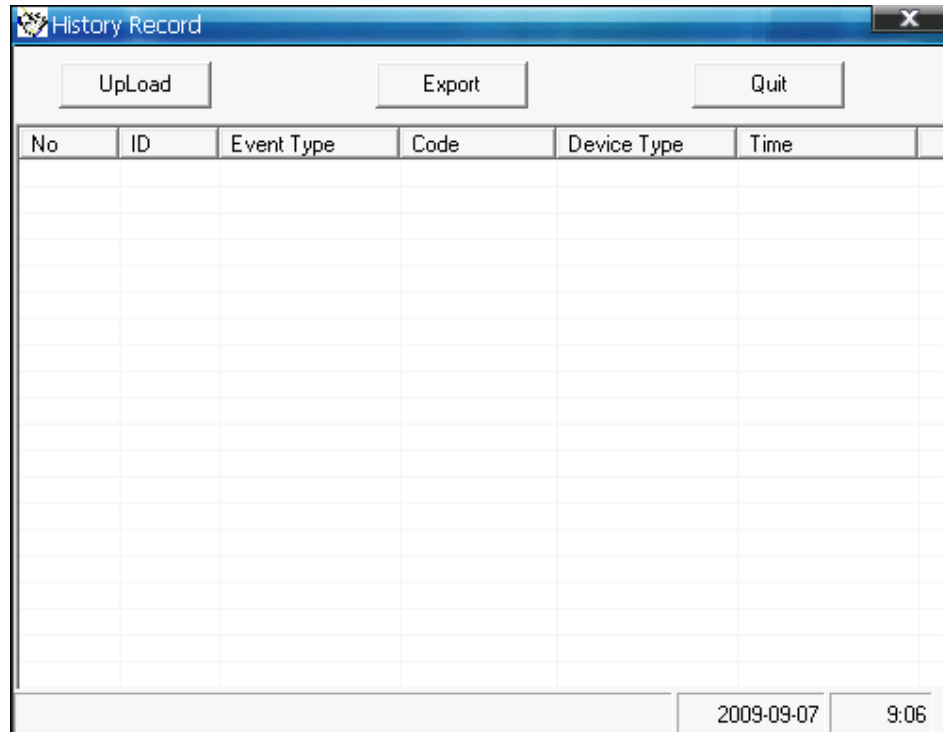 History Record
UpLoad Export Quit
No ID Event Type Code Device Type Time
2009-09-07 9:06